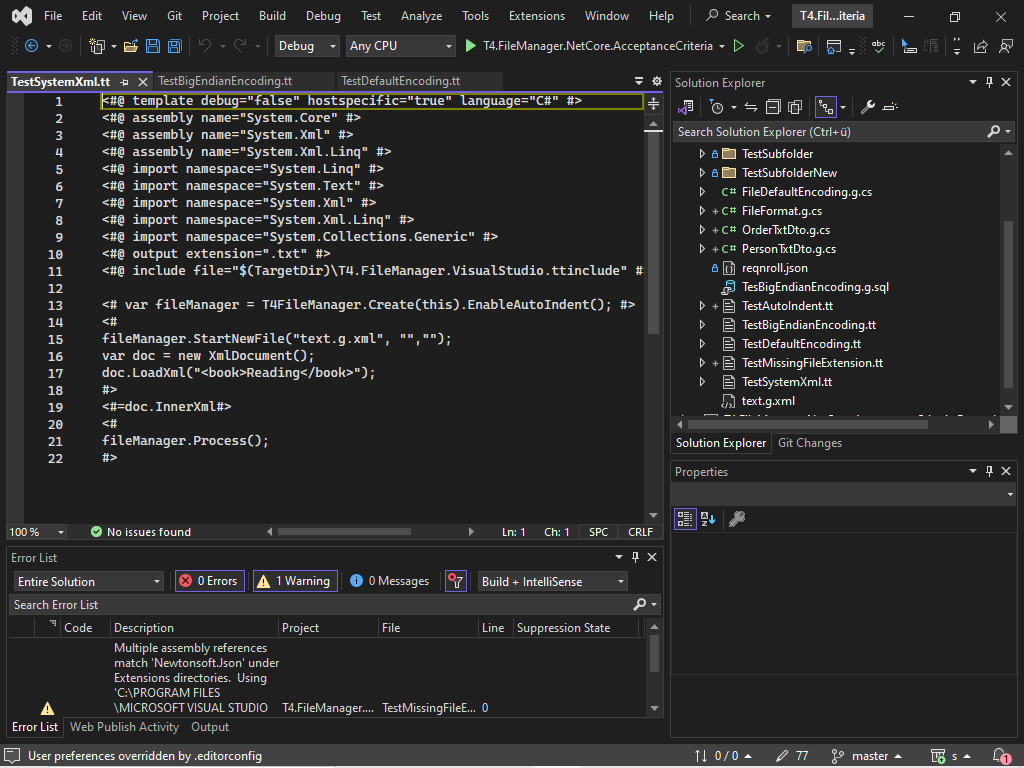 File Edit View Git Project Build Debug Test Analyze Tools Extensions Window Help Search T4.Fil...iteria
Debug Any CPU T4.FileManager.NetCore.AcceptanceCriteria
TestSystemXml.tt TestBigEndianEncoding.tt TestDefaultEncoding.tt
1 <#@ template debug="false" hostspecific="true" language="C#" #>
2 <#@ assembly name="System.Core" #>
3 <#@ assembly name="System.Xml" #>
4 <#@ assembly name="System.Xml.Linq" #>
5 <#@ import namespace="System.Linq" #>
6 <#@ import namespace="System.Text" #>
7 <#@ import namespace="System.Xml" #>
8 <#@ import namespace="System.Xml.Linq" #>
9 <#@ import namespace="System.Collections.Generic" #>
10 <#@ output extension=".txt" #>
11 <#@ include file="$(TargetDir)\T4.FileManager.VisualStudio.ttinclude" #
12
13 <# var fileManager = T4FileManager.Create(this).EnableAutoIndent(); #>
14 <#
15 fileManager.StartNewFile("text.g.xml", "","");
16 var doc = new XmlDocument();
17 doc.LoadXml("<book>Reading</book>");
18 #>
19 <#=doc.InnerXml#>
20 <#
21 fileManager.Process();
22 #>
100 % No issues found Ln: 1 Ch: 1 SPC CRLF
Error List
Entire Solution 0 Errors 1 Warning 0 Messages Build + IntelliSense
Search Error List
Code Description Project File Line Suppression State
Multiple assembly references
match 'Newtonsoft.Json' under
Extensions directories. Using
'C:\PROGRAM FILES
\MICROSOFT VISUAL STUDIO T4.FileManager.... TestMissingFileE... 0
Error List Web Publish Activity Output
Solution Explorer
Search Solution Explorer (Ctrl+ü)
TestSubfolder
TestSubfolderNew
C# FileDefaultEncoding.g.cs
+ C# FileFormat.g.cs
+ C# OrderTxtDto.g.cs
+ C# PersonTxtDto.g.cs
reqnroll.json
TesBigEndianEncoding.g.sql
+ TestAutoIndent.tt
TestBigEndianEncoding.tt
TestDefaultEncoding.tt
+ TestMissingFileExtension.tt
TestSystemXml.tt
text.g.xml
Solution Explorer Git Changes
Properties
User preferences overridden by .editorconfig 0 / 0 77 master s 1